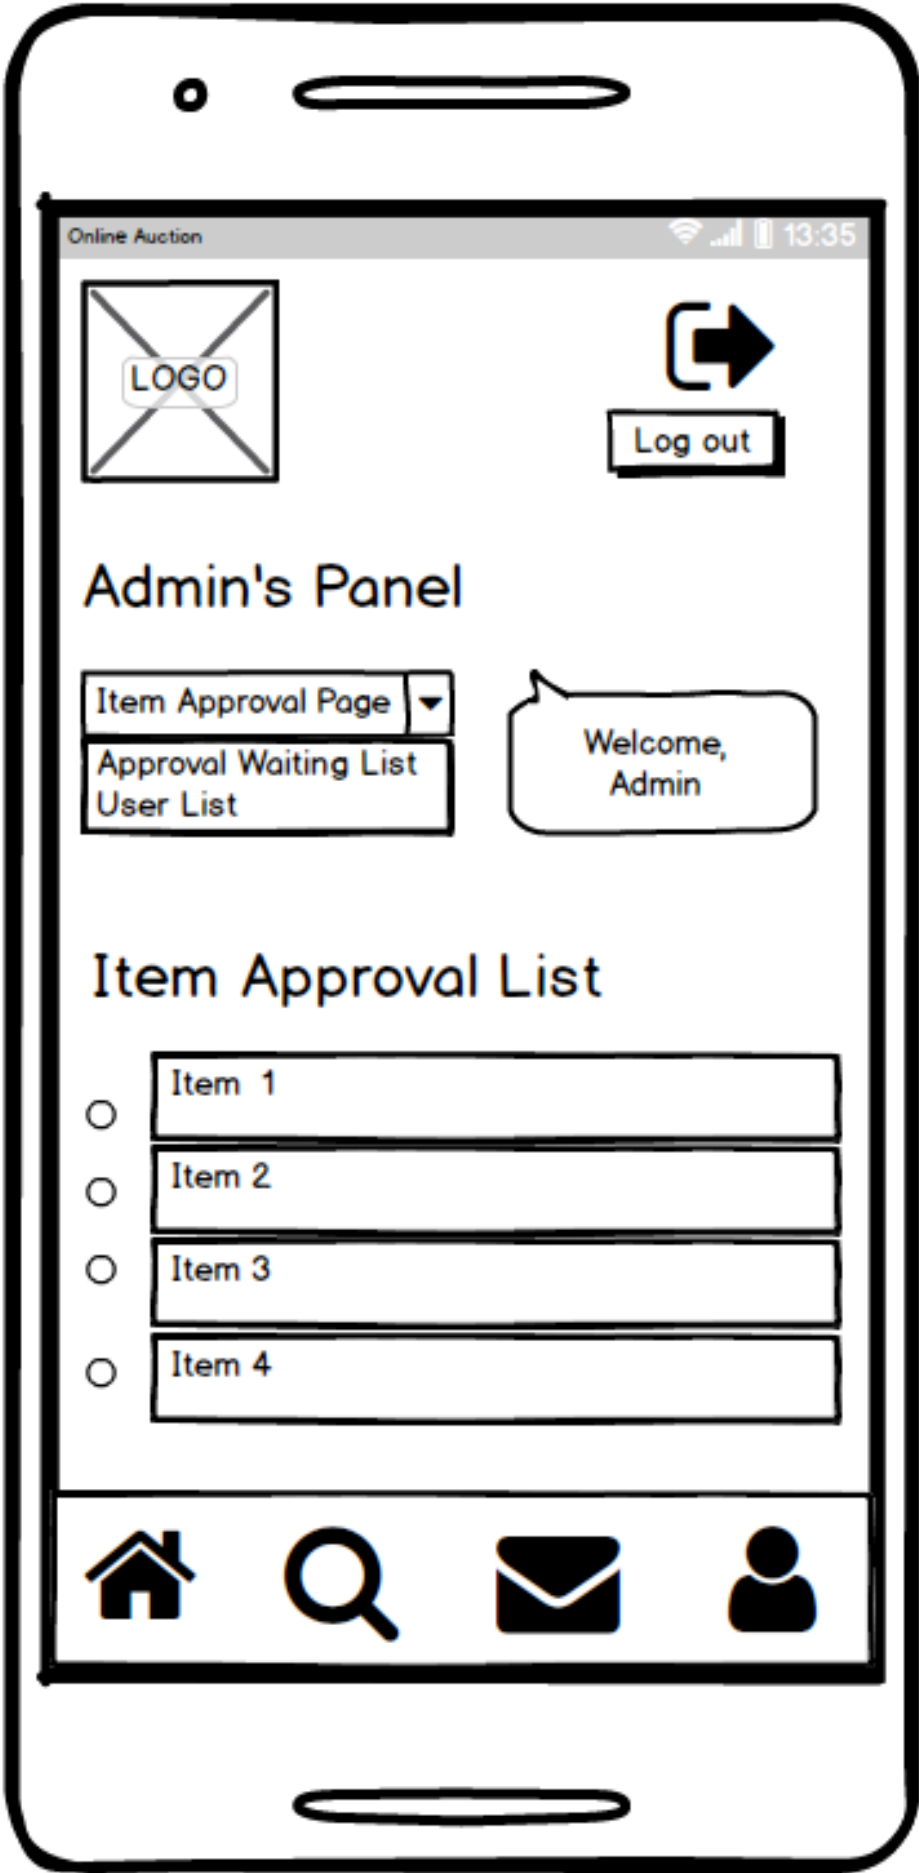 Online Auction 13:35
LOGO
Log out
Admin's Panel
Item Approval Page
Approval Waiting List
User List
Welcome,
Admin
Item Approval List
Item 1
Item 2
Item 3
Item 4